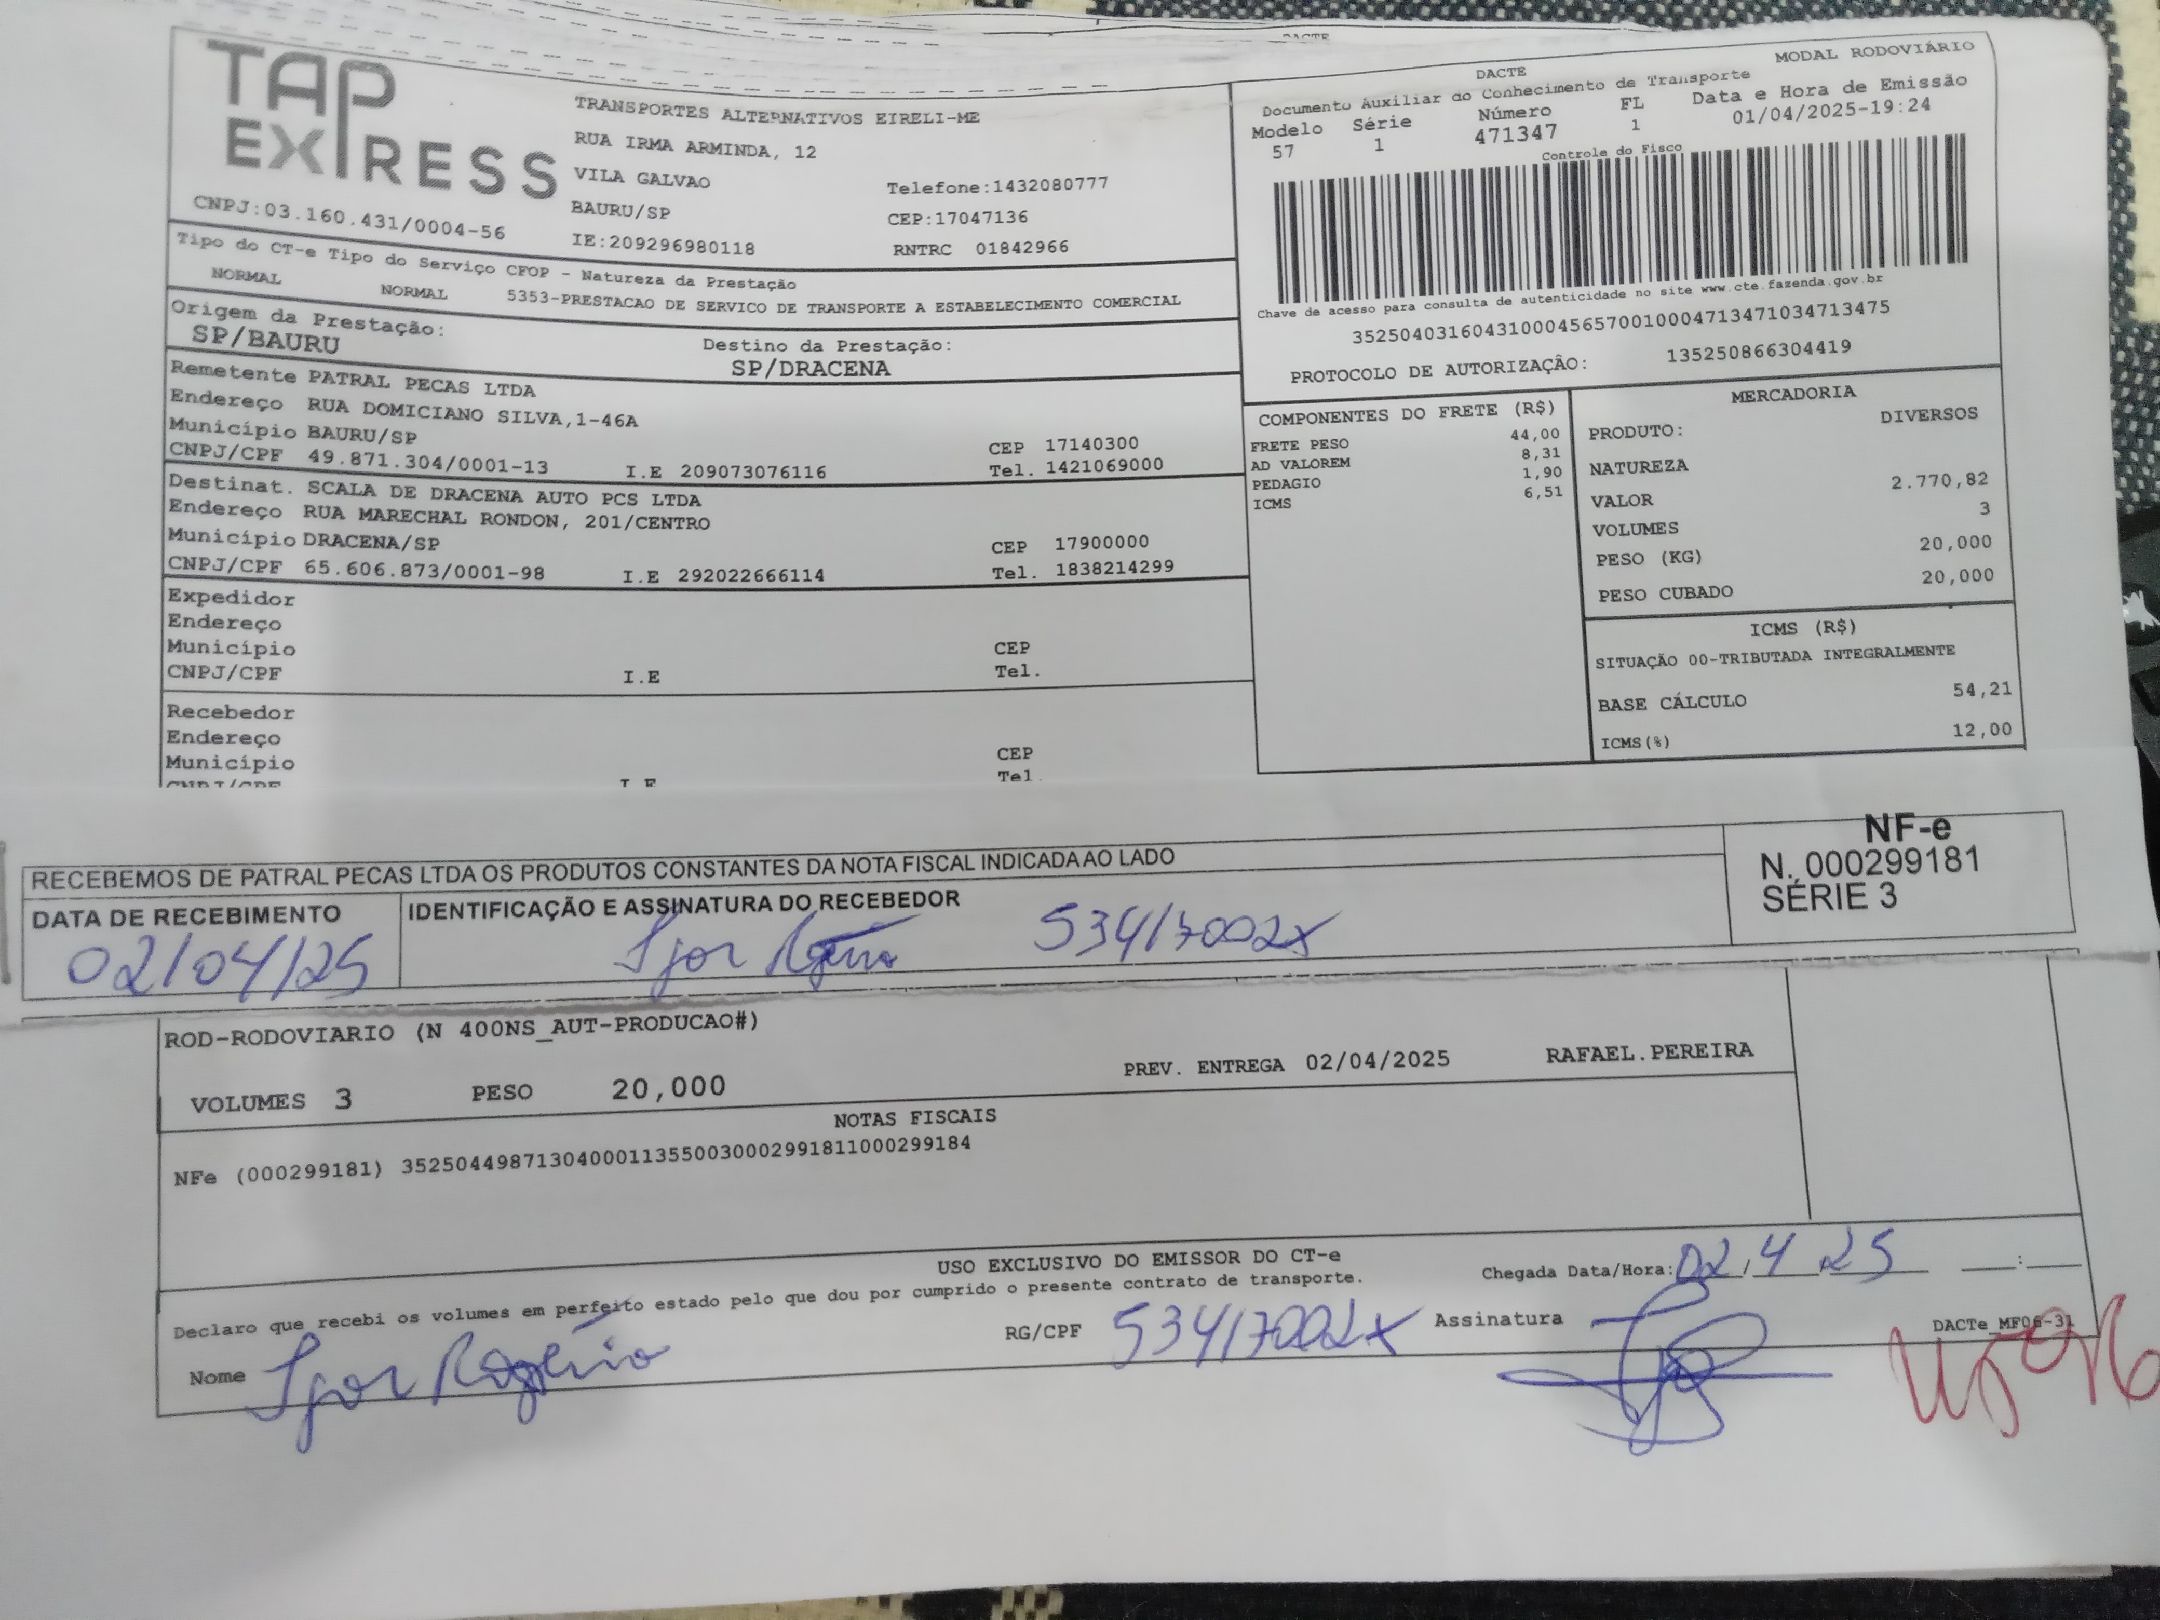 DACTE
TAP
EXPRESS
CNPJ:03.160.431/0004-56
TRANSPORTES ALTERNATIVOS EIRELI-ME
RUA IRMA ARMINDA, 12
VILA GALVAO
Telefone:1432080777
BAURU/SP
CEP:17047136
IE:209296980118
RNTRC 01842966
DACTE
MODAL RODOVIÁRIO
Documento Auxiliar do Conhecimento de Transporte
Modelo Série Número FL Data e Hora de Emissão
57 1 471347 1 01/04/2025-19:24
Controle do Fisco
Chave de acesso para consulta de autenticidade no site www.cte.fazenda.gov.br
35250403160431000456570010004713471034713475
PROTOCOLO DE AUTORIZAÇÃO: 135250866304419
Tipo do CT-e Tipo do Serviço CFOP - Natureza da Prestação
NORMAL NORMAL 5353-PRESTACAO DE SERVICO DE TRANSPORTE A ESTABELECIMENTO COMERCIAL
Origem da Prestação:
SP/BAURU
Destino da Prestação:
SP/DRACENA
Remetente PATRAL PECAS LTDA
Endereço RUA DOMICIANO SILVA,1-46A
Município BAURU/SP CEP 17140300
CNPJ/CPF 49.871.304/0001-13 I.E 209073076116 Tel. 1421069000
Destinat. SCALA DE DRACENA AUTO PCS LTDA
Endereço RUA MARECHAL RONDON, 201/CENTRO
Município DRACENA/SP CEP 17900000
CNPJ/CPF 65.606.873/0001-98 I.E 292022666114 Tel. 1838214299
Expedidor
Endereço
Município CEP
CNPJ/CPF I.E Tel.
Recebedor
Endereço
Município CEP
CNPJ/CPF I.E Tel.
COMPONENTES DO FRETE (R$)
FRETE PESO 44,00
AD VALOREM 8,31
PEDAGIO 1,90
ICMS 6,51
MERCADORIA
PRODUTO: DIVERSOS
NATUREZA
VALOR 2.770,82
VOLUMES 3
PESO (KG) 20,000
PESO CUBADO 20,000
ICMS (R$)
SITUAÇÃO 00-TRIBUTADA INTEGRALMENTE
BASE CÁLCULO 54,21
ICMS(%) 12,00
RECEBEMOS DE PATRAL PECAS LTDA OS PRODUTOS CONSTANTES DA NOTA FISCAL INDICADA AO LADO
DATA DE RECEBIMENTO
02/04/25
IDENTIFICAÇÃO E ASSINATURA DO RECEBEDOR
Igor Rogério 53417002X
NF-e
N. 000299181
SÉRIE 3
ROD-RODOVIARIO (N 400NS_AUT-PRODUCAO#)
VOLUMES 3 PESO 20,000 PREV. ENTREGA 02/04/2025 RAFAEL.PEREIRA
NOTAS FISCAIS
NFe (000299181) 35250449871304000113550030002991811000299184
USO EXCLUSIVO DO EMISSOR DO CT-e
Declaro que recebi os volumes em perfeito estado pelo que dou por cumprido o presente contrato de transporte.
Chegada Data/Hora: 02/4 25 :
Nome Igor Rogério RG/CPF 53417002X Assinatura
DACTe_MF06-31